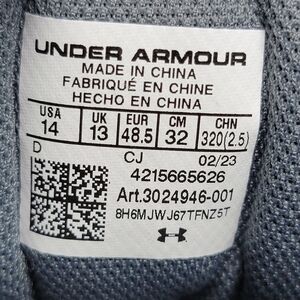 UNDER ARMOUR
MADE IN CHINA
FABRIQUÉ EN CHINE
HECHO EN CHINA
USA UK EUR CM CHN
14 13 48.5 32 320(2.5)
D CJ 02/23
4215665626
Art.3024946-001
8H6MJWJ67TFNZ5T